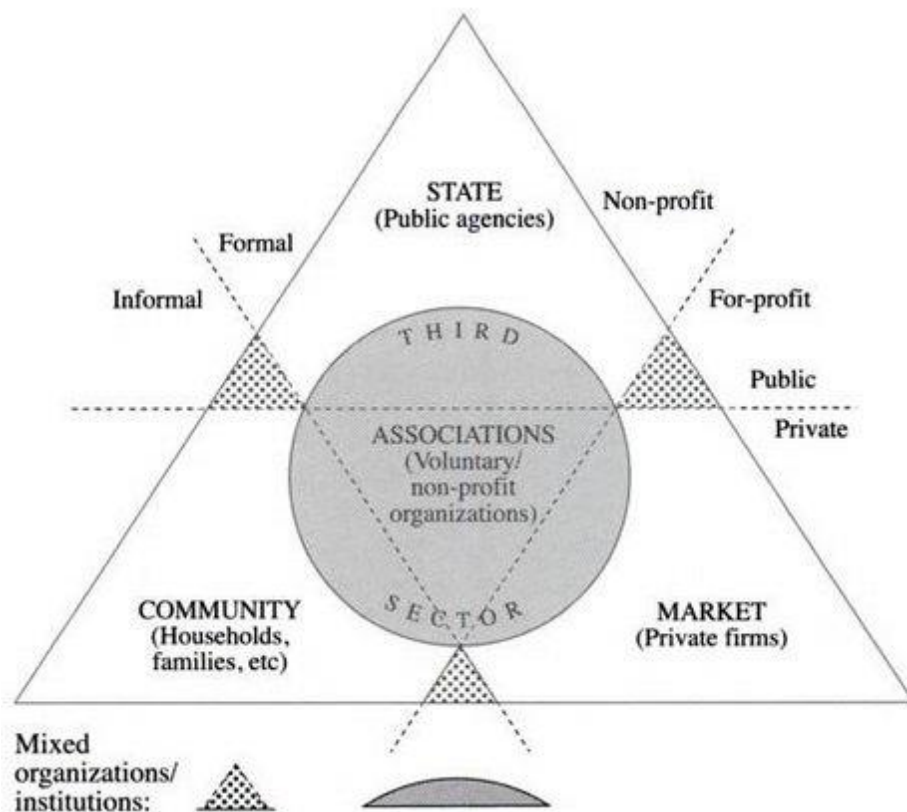 STATE
(Public agencies)
Non-profit
Formal
Informal
For-profit
THIRD
Public
Private
ASSOCIATIONS
(Voluntary/
non-profit
organizations)
SECTOR
COMMUNITY
(Households,
families, etc)
MARKET
(Private firms)
Mixed
organizations/
institutions: